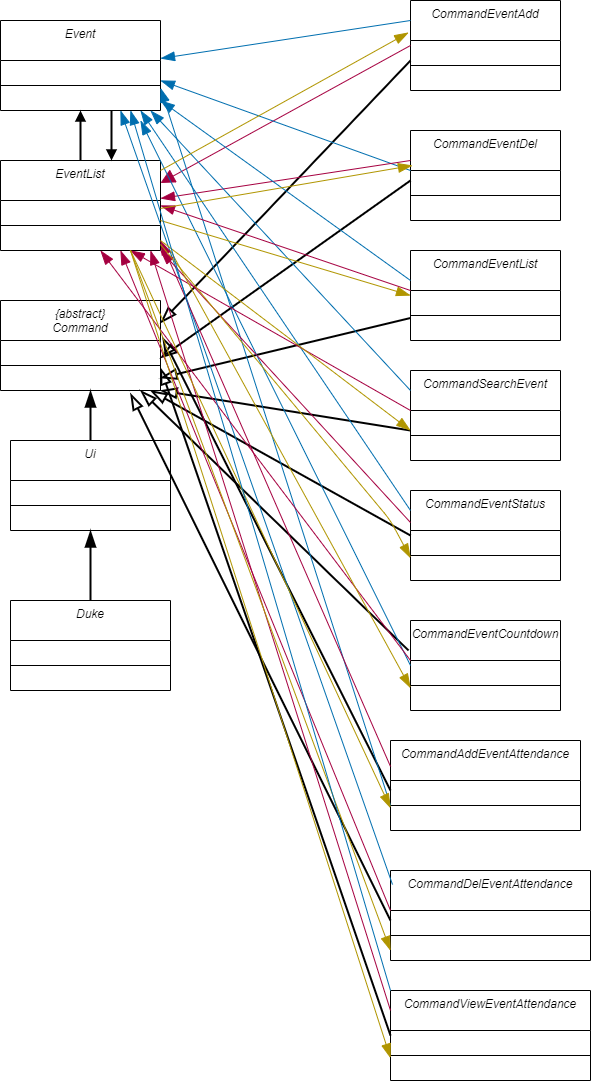 Event
EventList
{abstract}
Command
Ui
Duke
CommandEventAdd
CommandEventDel
CommandEventList
CommandSearchEvent
CommandEventStatus
CommandEventCountdown
CommandAddEventAttendance
CommandDelEventAttendance
CommandViewEventAttendance